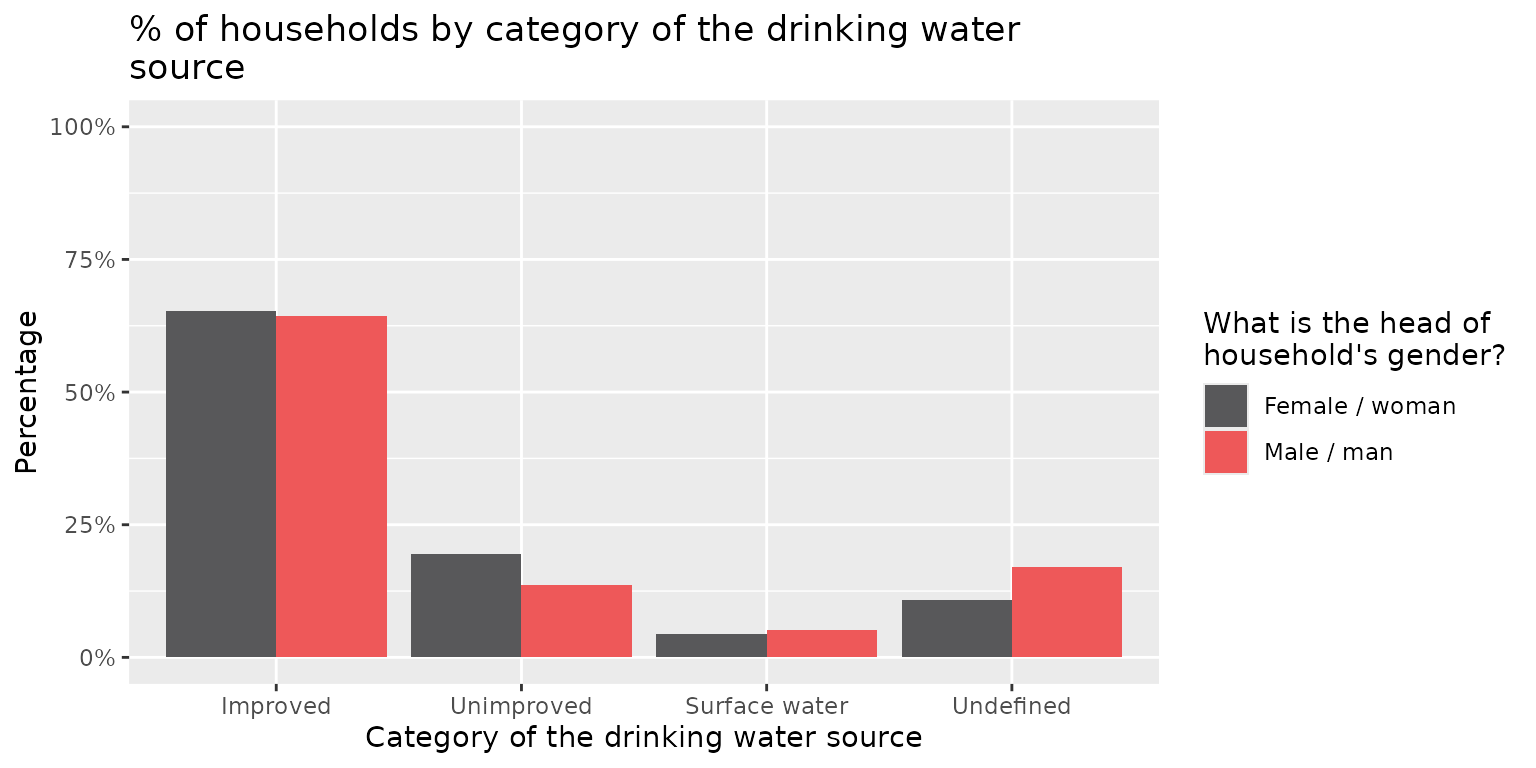 % of households by category of the drinking water
source
100%
75%
50%
25%
0%
Percentage
Improved
Unimproved
Surface water
Undefined
Category of the drinking water source
What is the head of
household's gender?
Female / woman
Male / man